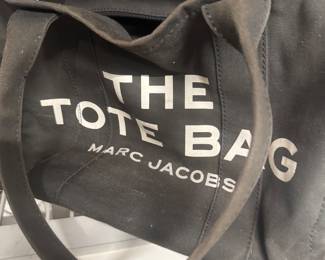 THE
TOTE BAG
MARC JACOBS